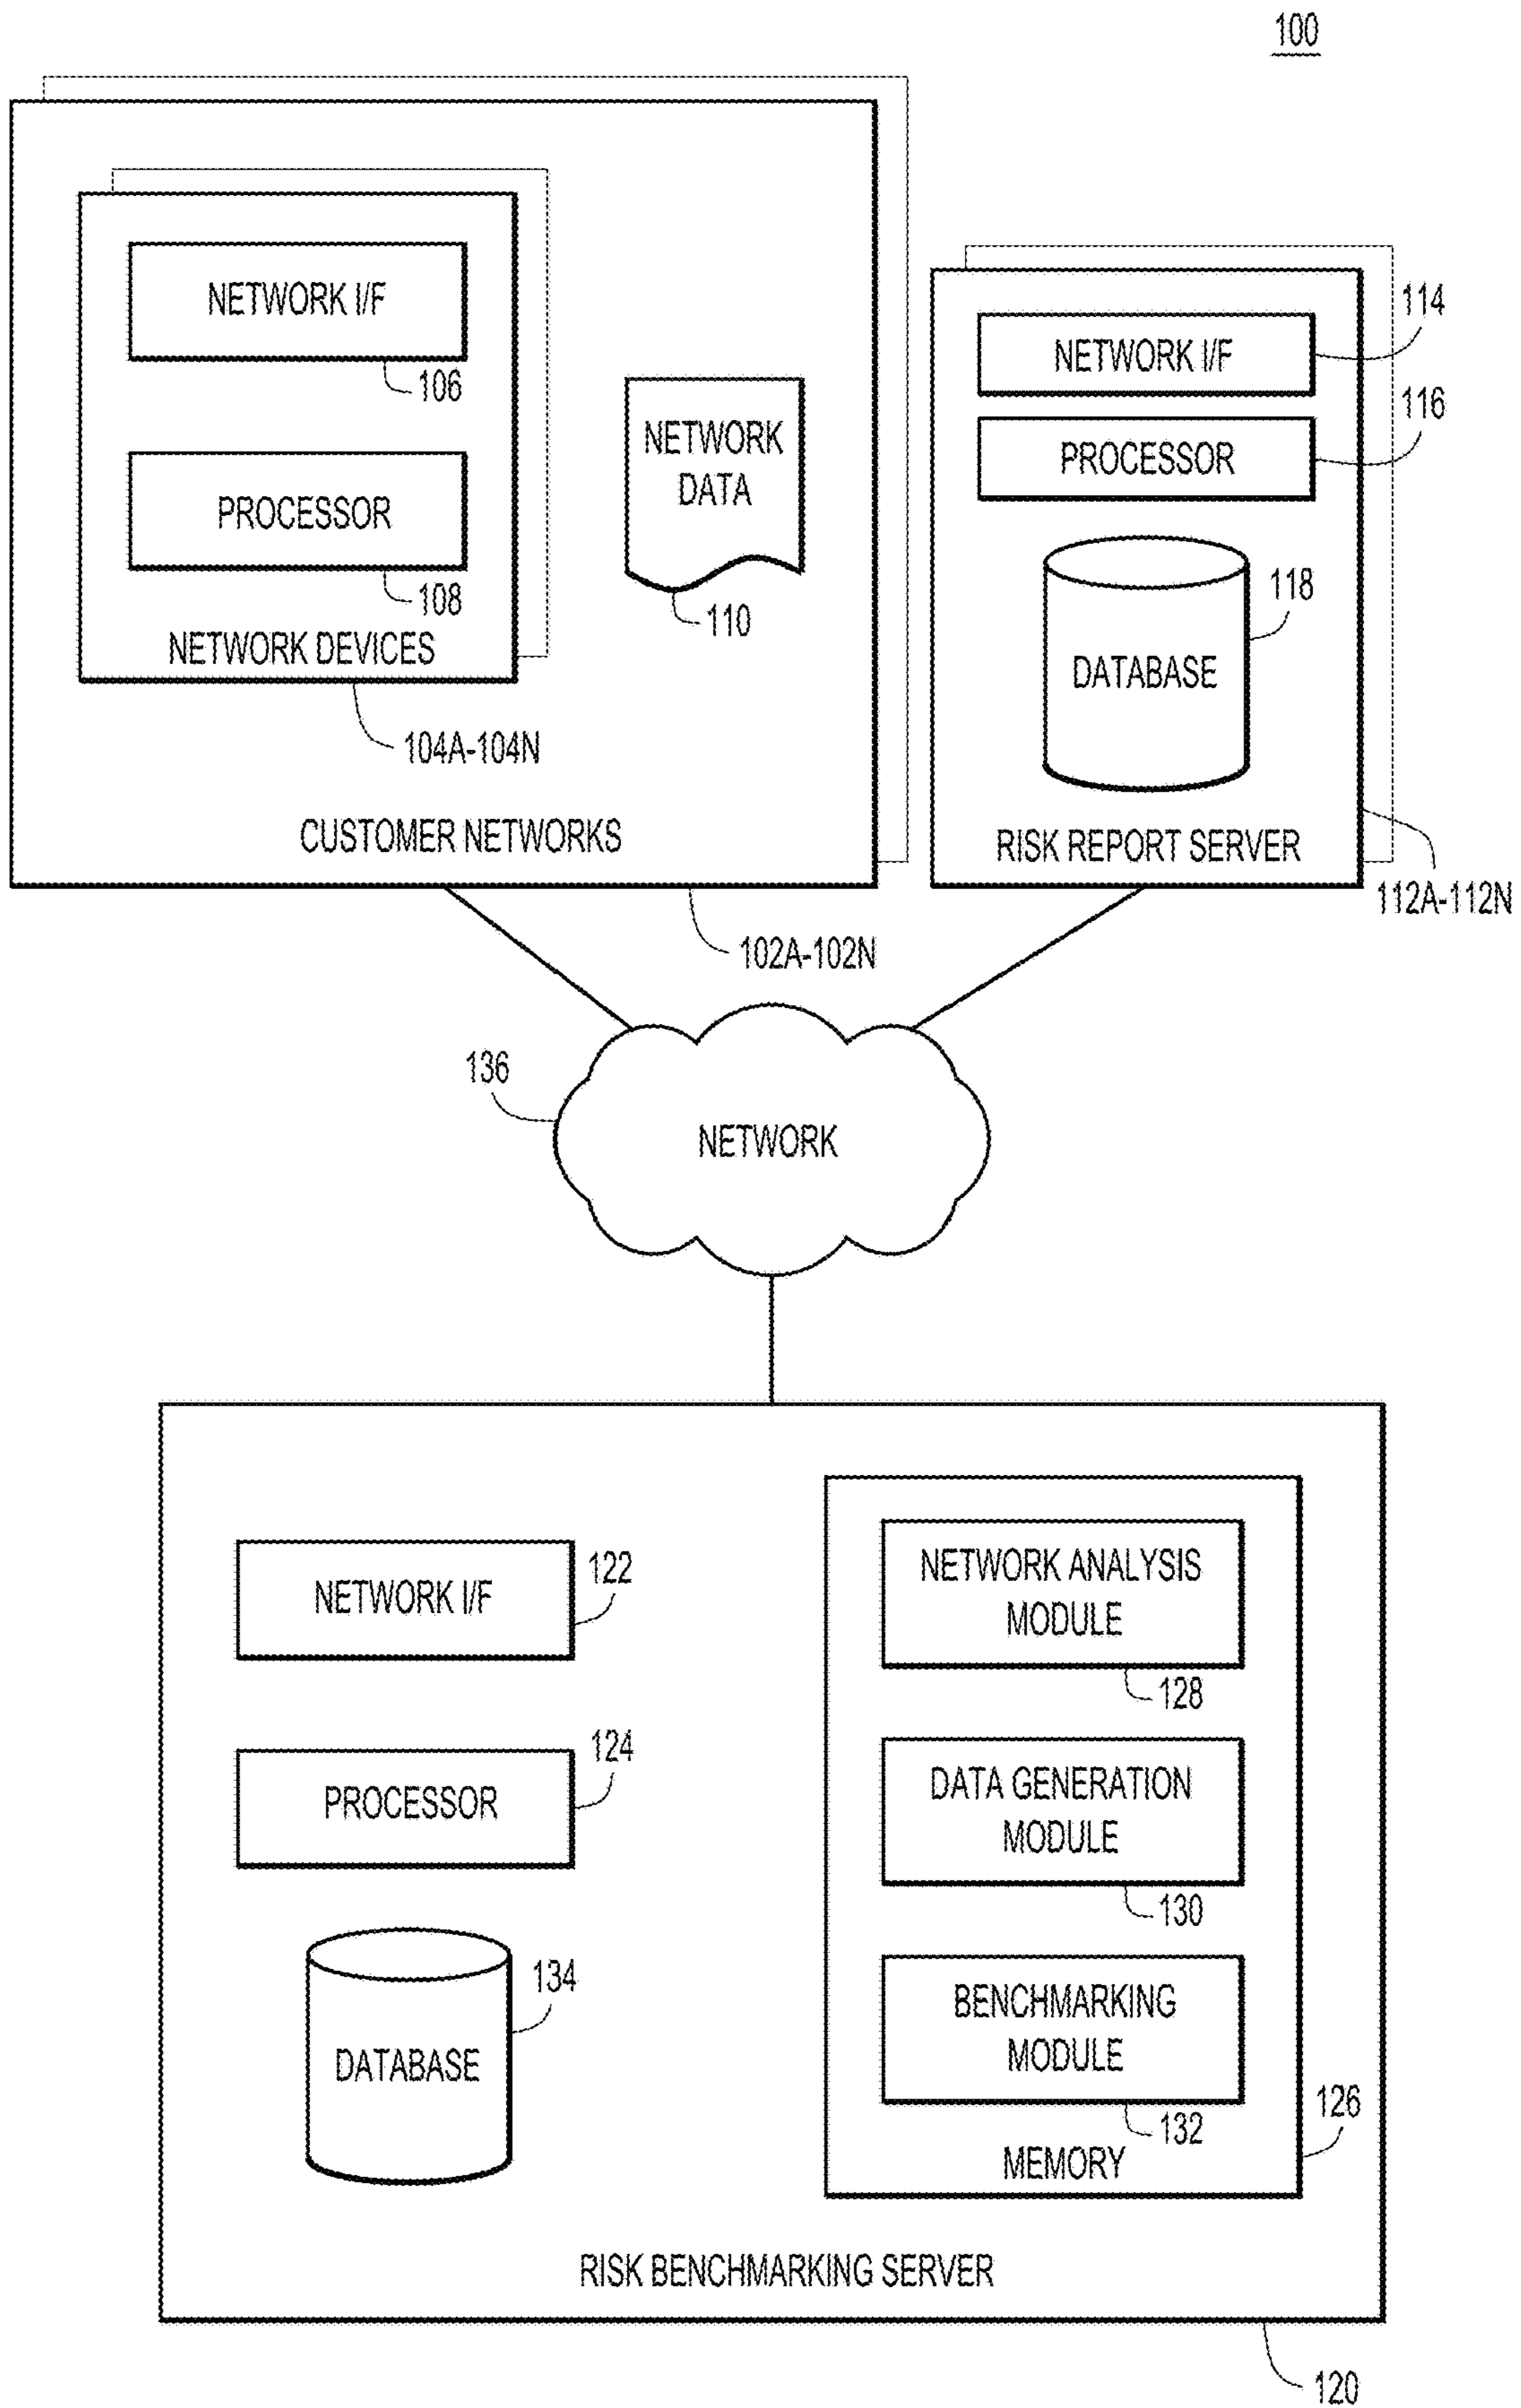 100
NETWORK I/F
106
PROCESSOR
108
NETWORK DEVICES
104A-104N
NETWORK
DATA
110
CUSTOMER NETWORKS
102A-102N
NETWORK I/F
114
PROCESSOR
116
DATABASE
118
RISK REPORT SERVER
112A-112N
136
NETWORK
NETWORK I/F
122
PROCESSOR
124
DATABASE
134
NETWORK ANALYSIS
MODULE
128
DATA GENERATION
MODULE
130
BENCHMARKING
MODULE
132
MEMORY
126
RISK BENCHMARKING SERVER
120